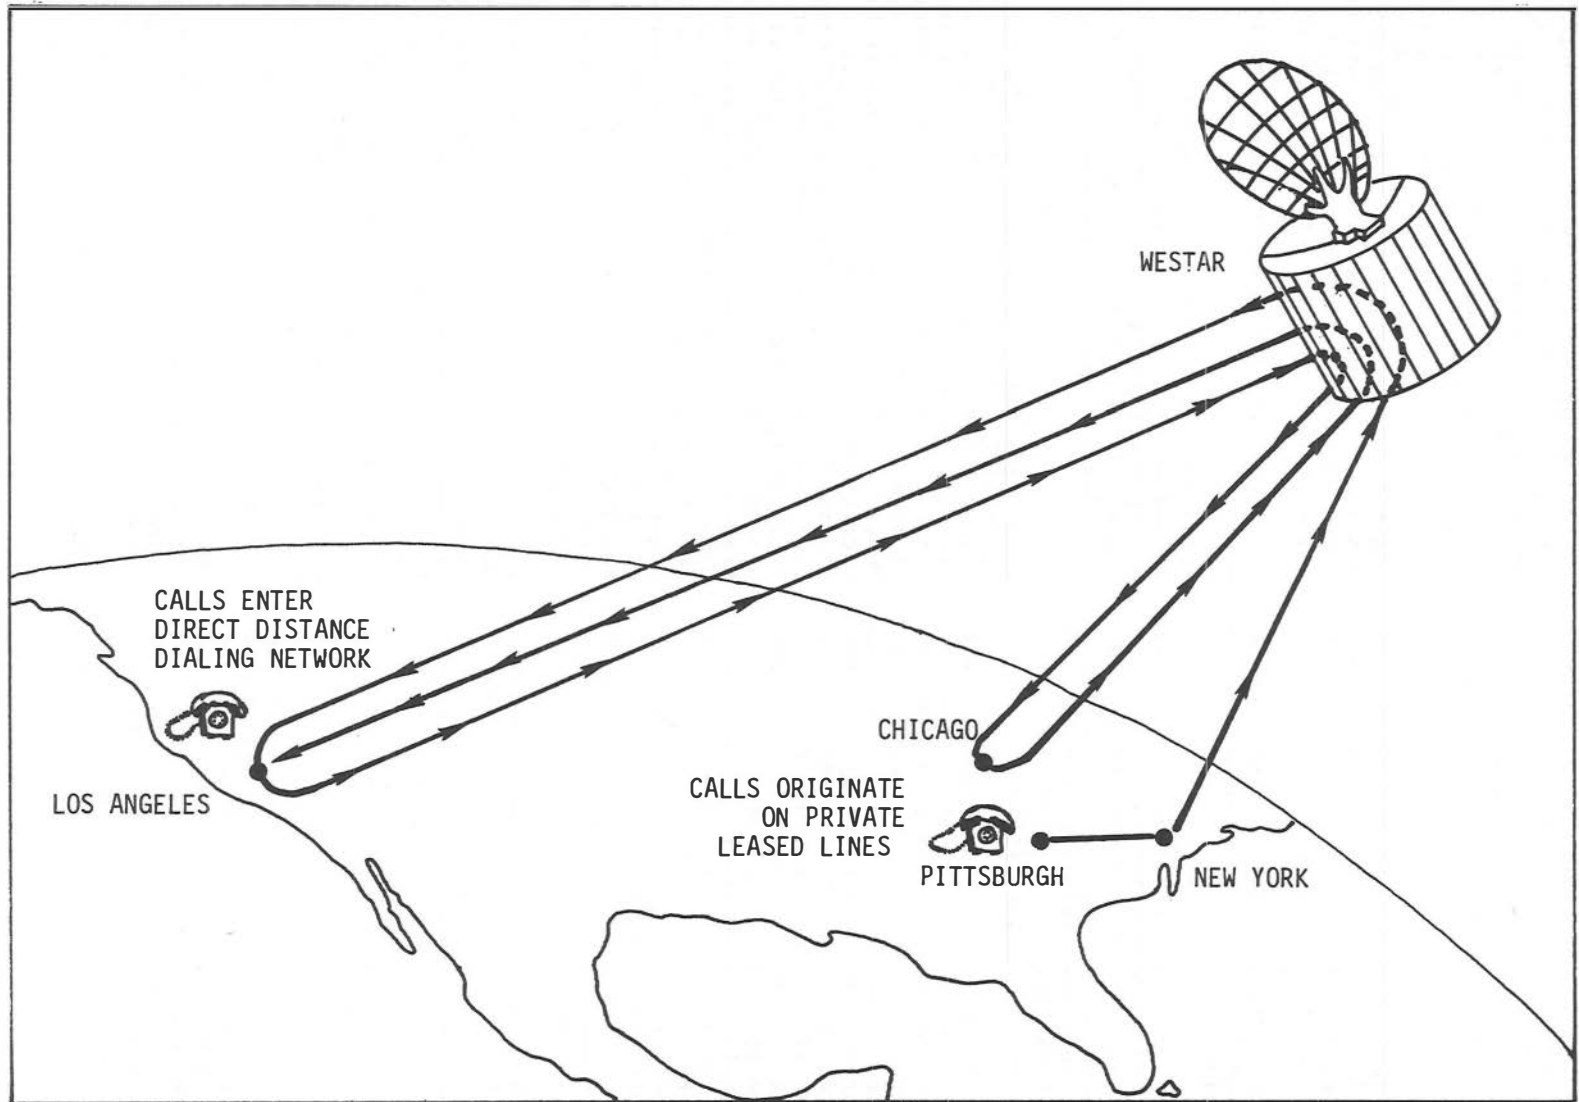 WESTAR
CALLS ENTER
DIRECT DISTANCE
DIALING NETWORK
LOS ANGELES
CHICAGO
CALLS ORIGINATE
ON PRIVATE
LEASED LINES
PITTSBURGH
NEW YORK